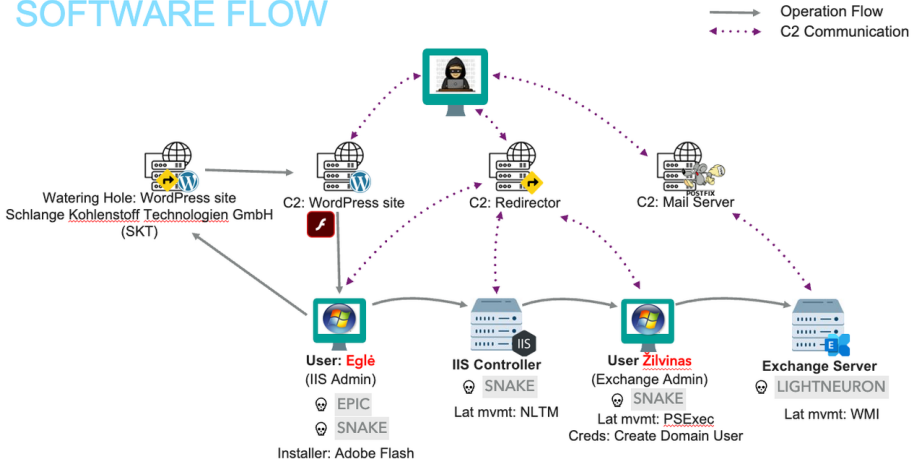 SOFTWARE FLOW
Operation Flow
C2 Communication
Watering Hole: WordPress site
Schlange Kohlenstoff Technologien GmbH
(SKT)
C2: WordPress site
C2: Redirector
POSTFIX
C2: Mail Server
User: Eglė
(IIS Admin)
EPIC
SNAKE
Installer: Adobe Flash
IIS
IIS Controller
SNAKE
Lat mvmt: NLTM
User Žilvinas
(Exchange Admin)
SNAKE
Lat mvmt: PSExec
Creds: Create Domain User
E
Exchange Server
LIGHTNEURON
Lat mvmt: WMI